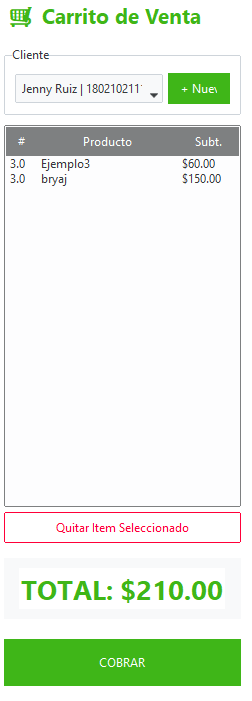 Carrito de Venta
Cliente
Jenny Ruiz | 1802102111
+ Nuev
# Producto Subt.
3.0 Ejemplo3 $60.00
3.0 bryaj $150.00
Quitar Item Seleccionado
TOTAL: $210.00
COBRAR